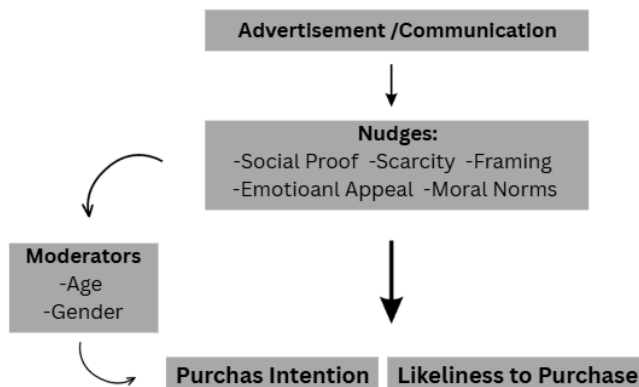 Advertisement /Communication
Nudges:
-Social Proof -Scarcity -Framing
-Emotioanl Appeal -Moral Norms
Moderators
-Age
-Gender
Purchas Intention
Likeliness to Purchase